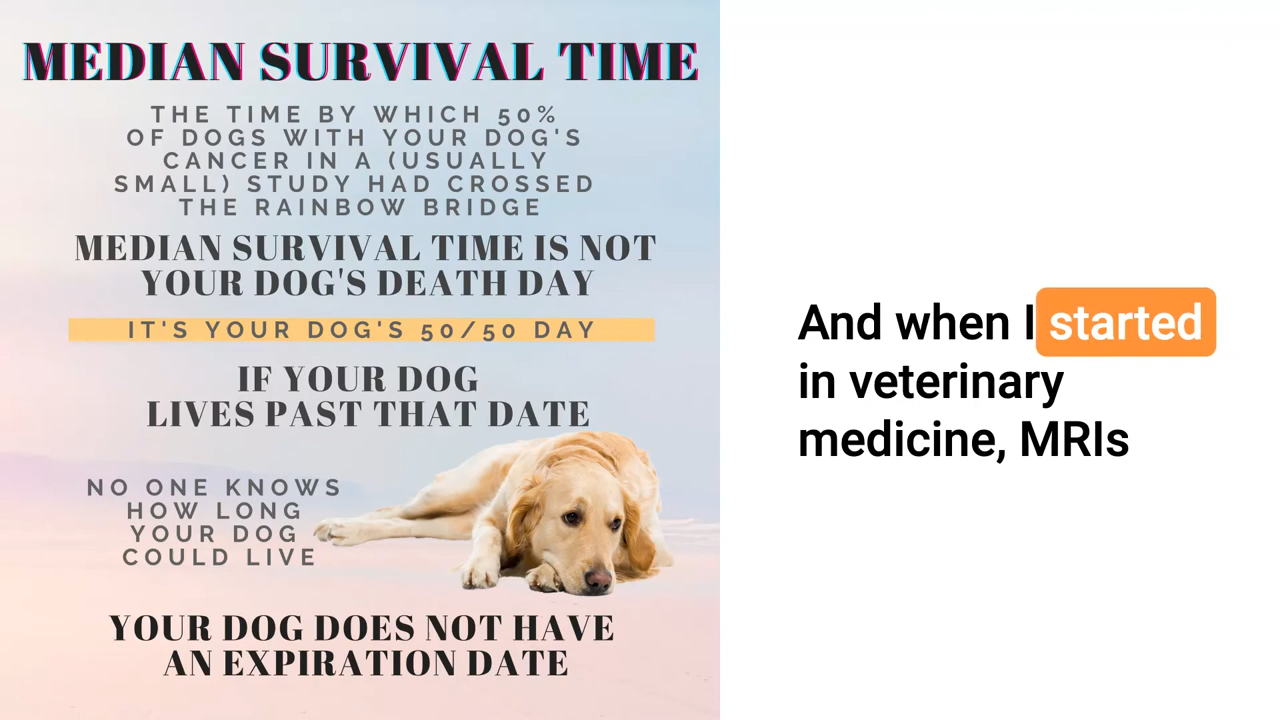 MEDIAN SURVIVAL TIME
THE TIME BY WHICH 50%
OF DOGS WITH YOUR DOG'S
CANCER IN A (USUALLY
SMALL) STUDY HAD CROSSED
THE RAINBOW BRIDGE
MEDIAN SURVIVAL TIME IS NOT
YOUR DOG'S DEATH DAY
IT'S YOUR DOG'S 50/50 DAY
IF YOUR DOG
LIVES PAST THAT DATE
NO ONE KNOWS
HOW LONG
YOUR DOG
COULD LIVE
YOUR DOG DOES NOT HAVE
AN EXPIRATION DATE
And when I started
in veterinary
medicine, MRIs